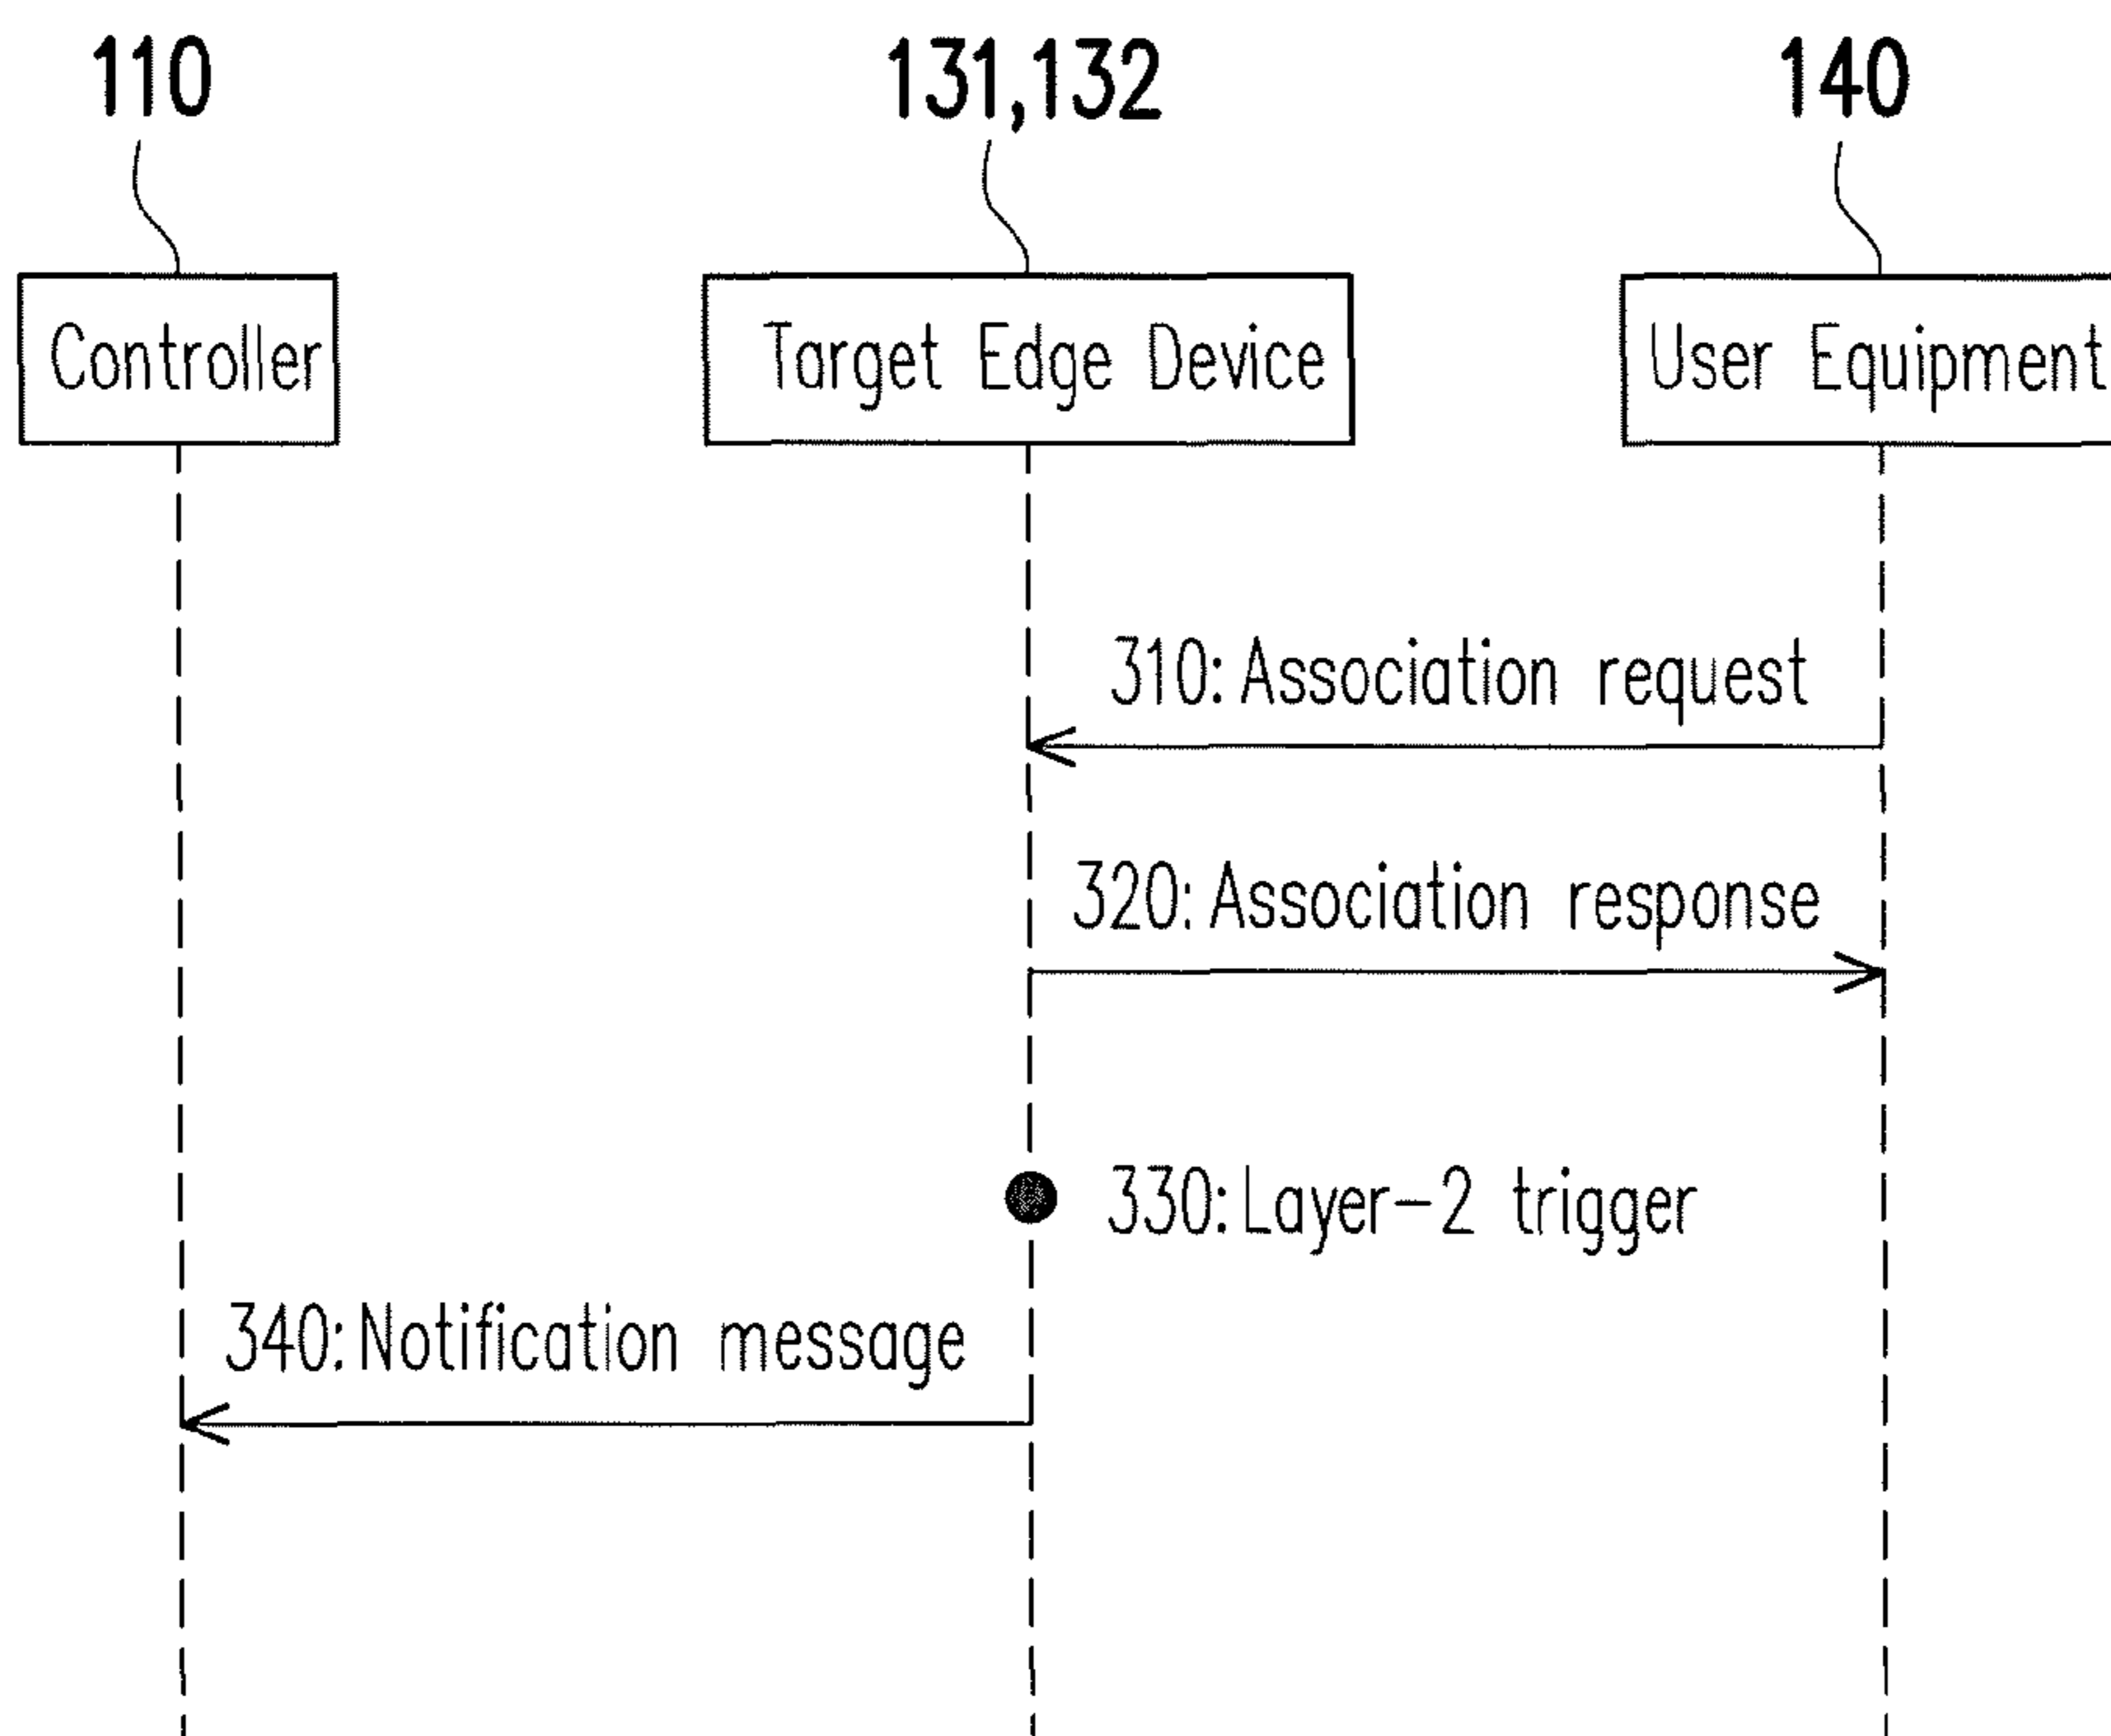 110
131,132
140
Controller
Target Edge Device
User Equipment
310: Association request
320: Association response
330: Layer-2 trigger
340: Notification message